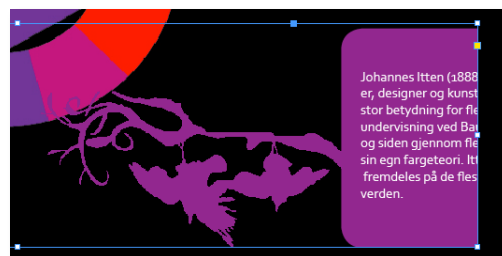 Johannes Itten (1888
er, designer og kunst
stor betydning for fle
undervisning ved Ba
og siden gjennom fle
sin egn fargeteori. Itt
fremdeles på de fles
verden.